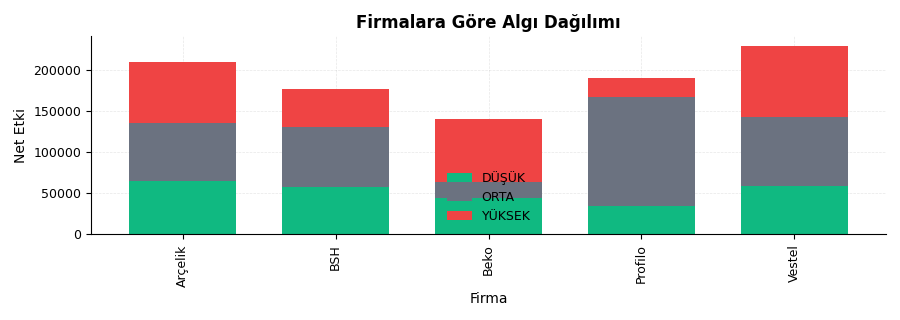 Firmalara Göre Algı Dağılımı
Net Etki
200000
150000
100000
50000
0
DÜŞÜK
ORTA
YÜKSEK
Arçelik
BSH
Beko
Profilo
Vestel
Firma